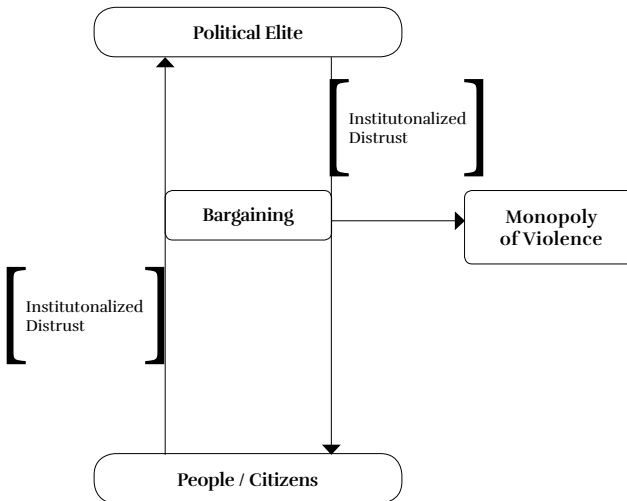 Political Elite
Institutonalized
Distrust
Bargaining
Monopoly
of Violence
Institutonalized
Distrust
People / Citizens